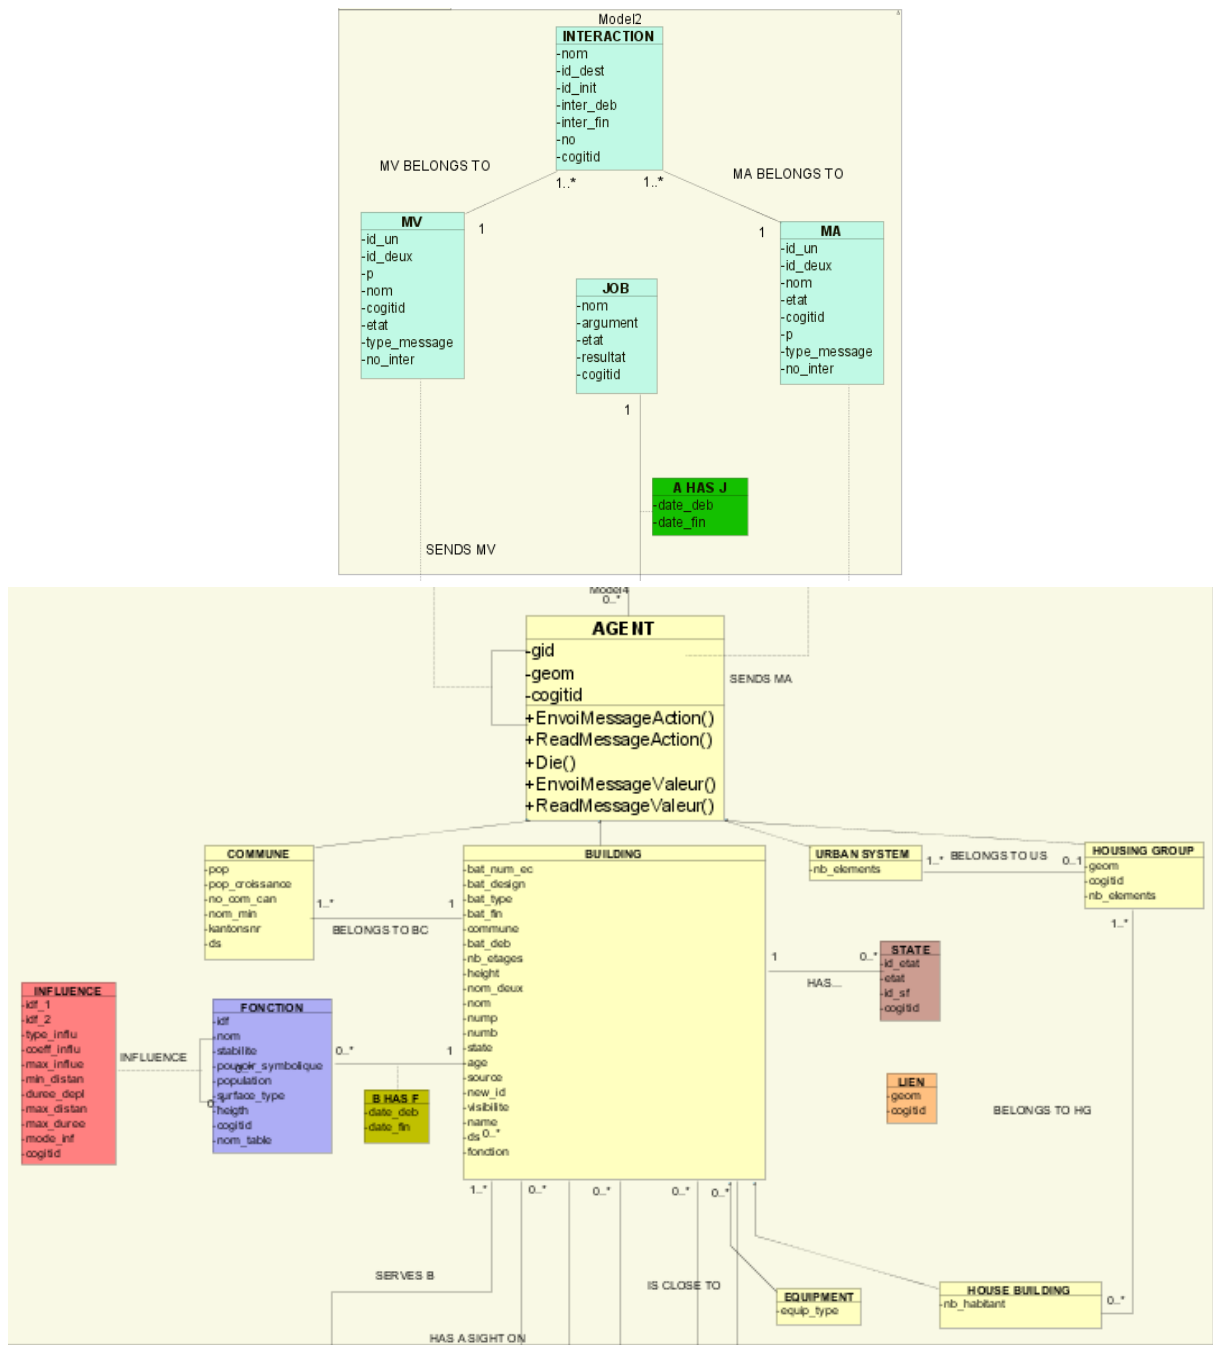 Model2
INTERACTION
-nom
-id_dest
-id_init
-inter_deb
-inter_fin
-no
-cogitid
MV BELONGS TO
MA BELONGS TO
1..*
1..*
1
1
MV
-id_un
-id_deux
-p
-nom
-cogitid
-etat
-type_message
-no_inter
JOB
-nom
-argument
-etat
-resultat
-cogitid
1
MA
-id_un
-id_deux
-nom
-etat
-cogitid
-p
-type_message
-no_inter
A HAS J
-date_deb
-date_fin
SENDS MV
Model4
0..*
AGENT
-gid
-geom
-cogitid
+EnvoiMessageAction()
+ReadMessageAction()
+Die()
+EnvoiMessageValeur()
+ReadMessageValeur()
SENDS MA
COMMUNE
-pop
-pop_croissance
-no_com_can
-nom_min
-kantonsnr
-ds
1..*
1
BELONGS TO BC
BUILDING
-bat_num_ec
-bat_design
-bat_type
-bat_fin
-commune
-bat_deb
-nb_etages
-height
-nom_deux
-nom
-nump
-numb
-state
-age
-source
-new_id
-visibilite
-name
-ds
0..*
-fonction
URBAN SYSTEM
-nb_elements
1..*
BELONGS TO US
0..1
HOUSING GROUP
-geom
-cogitid
-nb_elements
1..*
1
0..*
HAS...
STATE
-id_etat
-etat
-id_sf
-cogitid
INFLUENCE
-idf_1
-idf_2
-type_influ
-coeff_influ
-max_influe
-min_distan
-duree_depl
-max_distan
-max_duree
-mode_inf
-cogitid
INFLUENCE
FONCTION
-idf
-nom
-stabilite
-pouvoir_symbolique
0..*
-population
-surface_type
-heigth
-cogitid
-nom_table
0..*
1
B HAS F
-date_deb
-date_fin
LIEN
-geom
-cogitid
BELONGS TO HG
1..*
0..*
0..*
0..*
0..*
SERVES B
IS CLOSE TO
EQUIPMENT
-equip_type
HOUSE BUILDING
-nb_habitant
0..*
HAS A SIGHT ON